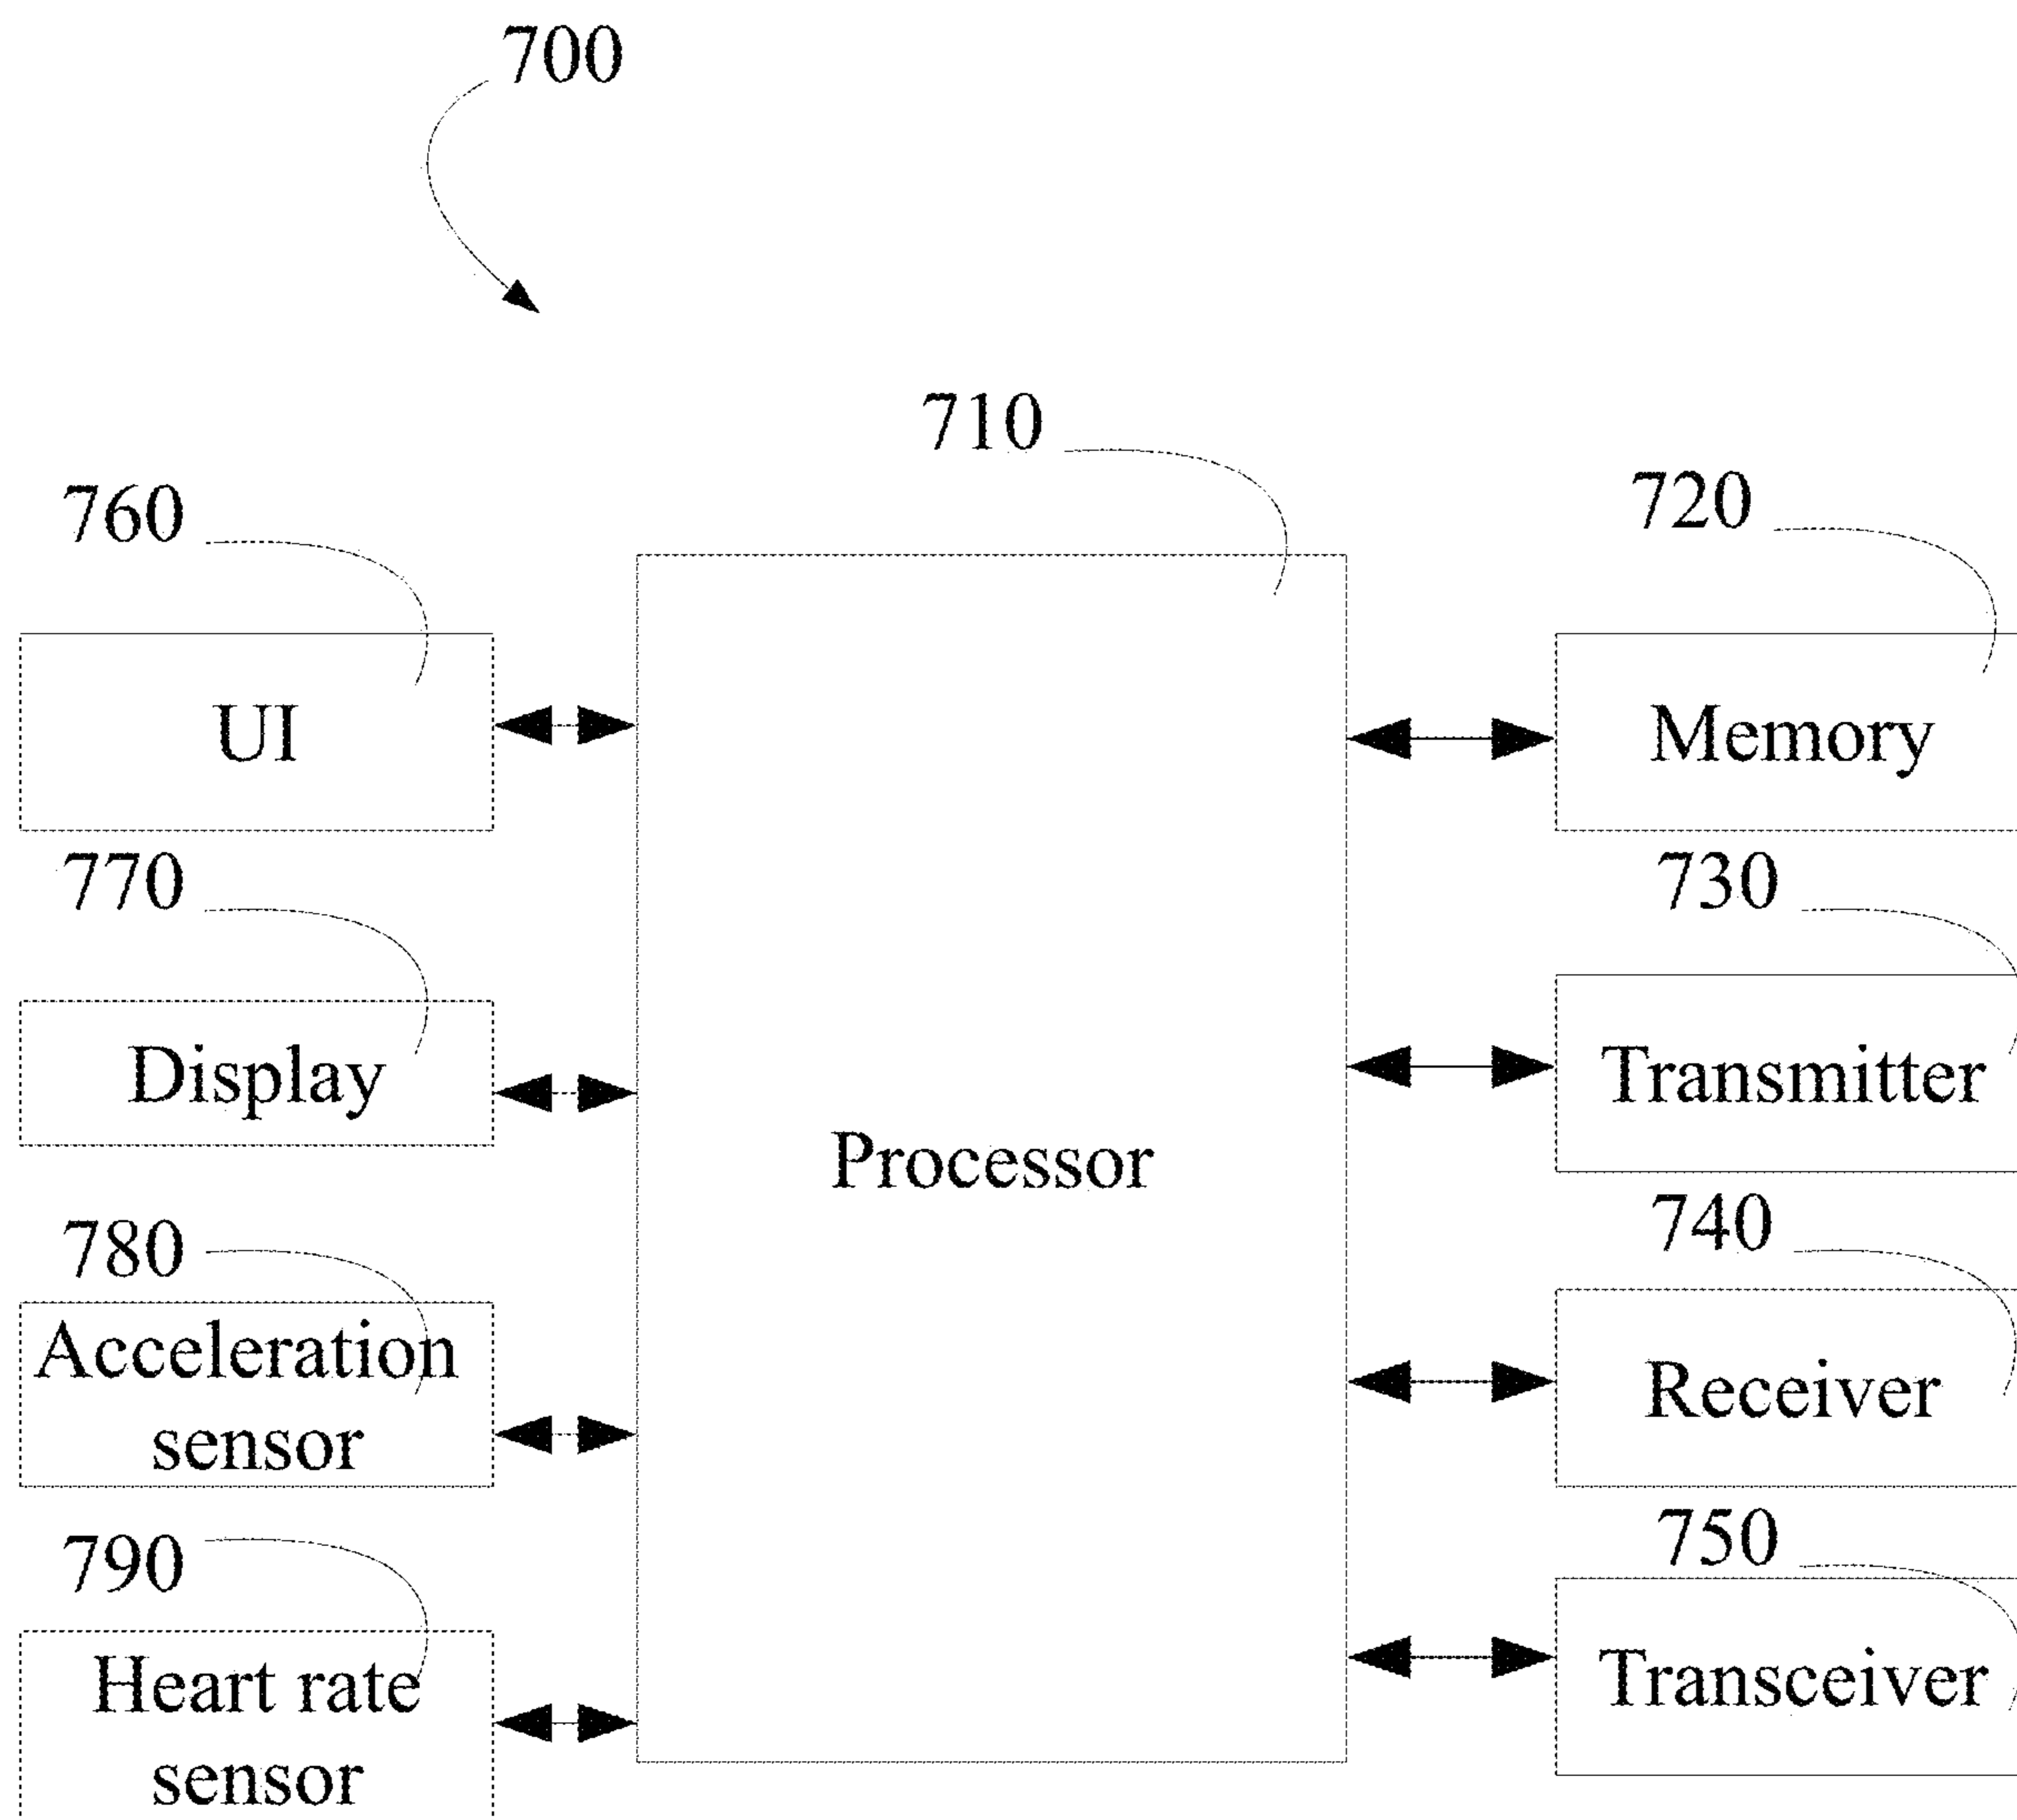 700
710
760
720
UI
Memory
770
730
Display
Transmitter
Processor
780
740
Acceleration
sensor
Receiver
790
750
Heart rate
sensor
Transceiver